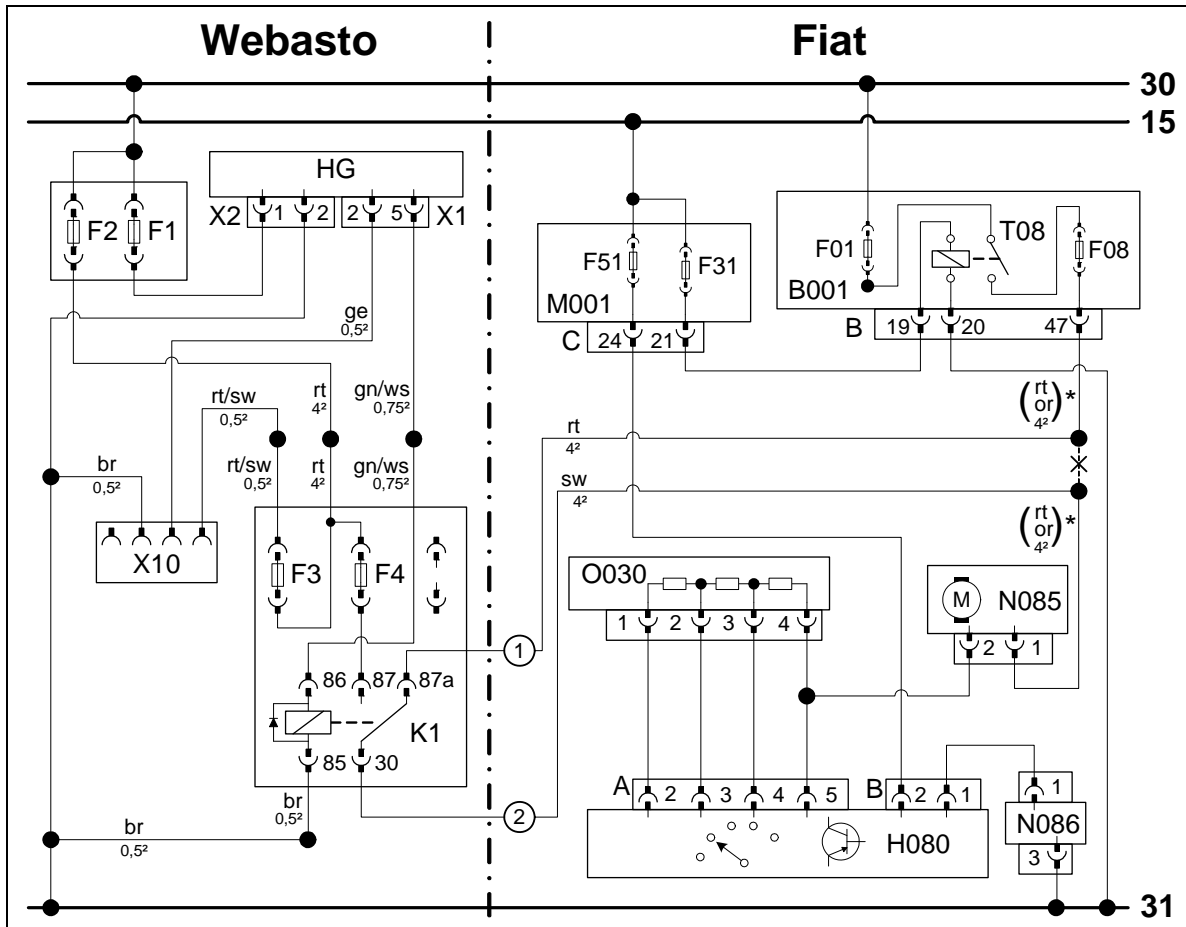 Webasto Fiat
30
15
HG
X2 1 2 2 5 X1
F2 F1
F51 F31
M001
C 24 21
F01 T08 F08
B001
B 19 20 47
ge
0,5²
rt/sw
0,5²
rt
4²
gn/ws
0,75²
(rt or 4²)*
rt
4²
br
0,5²
rt/sw
0,5²
rt
4²
gn/ws
0,75²
sw
4²
(rt or 4²)*
X10
F3 F4
O030
1 2 3 4
M N085
2 1
1
86 87 87a
K1
85 30
A 2 3 4 5 B 2 1
1
N086
3
H080
br
0,5²
2
br
0,5²
31